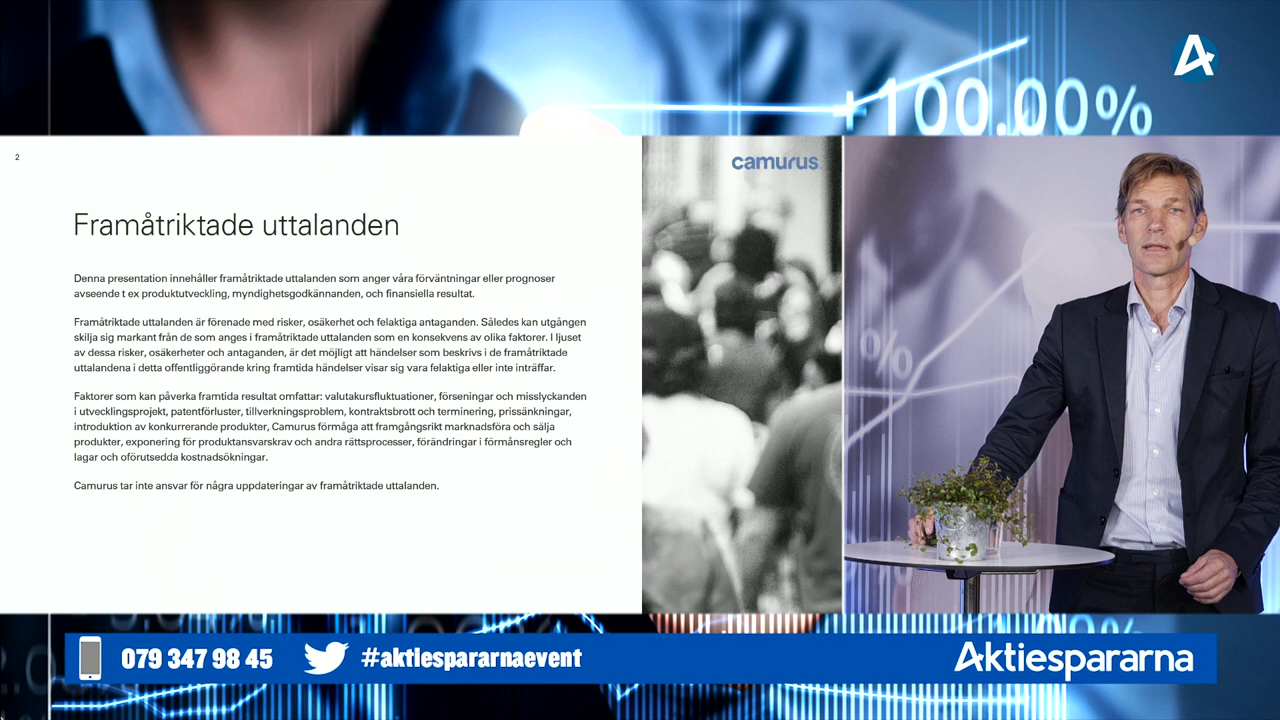 +100.00%
2
camurus
Framåtriktade uttalanden
Denna presentation innehåller framåtriktade uttalanden som anger våra förväntningar eller prognoser
avseende t ex produktutveckling, myndighetsgodkännanden, och finansiella resultat.
Framåtriktade uttalanden är förenade med risker, osäkerhet och felaktiga antaganden. Således kan utgången
skilja sig markant från de som anges i framåtriktade uttalanden som en konsekvens av olika faktorer. I ljuset
av dessa risker, osäkerheter och antaganden, är det möjligt att händelser som beskrivs i de framåtriktade
uttalandena i detta offentliggörande kring framtida händelser visar sig vara felaktiga eller inte inträffar.
Faktorer som kan påverka framtida resultat omfattar: valutakursfluktuationer, förseningar och misslyckanden
i utvecklingsprojekt, patentförluster, tillverkningsproblem, kontraktsbrott och terminering, prissänkningar,
introduktion av konkurrerande produkter, Camurus förmåga att framgångsrikt marknadsföra och sälja
produkter, exponering för produktansvarskrav och andra rättsprocesser, förändringar i förmånsregler och
lagar och oförutsedda kostnadsökningar.
Camurus tar inte ansvar för några uppdateringar av framåtriktade uttalanden.
%
079 347 98 45
#aktiespararnaevent
Aktiespararna